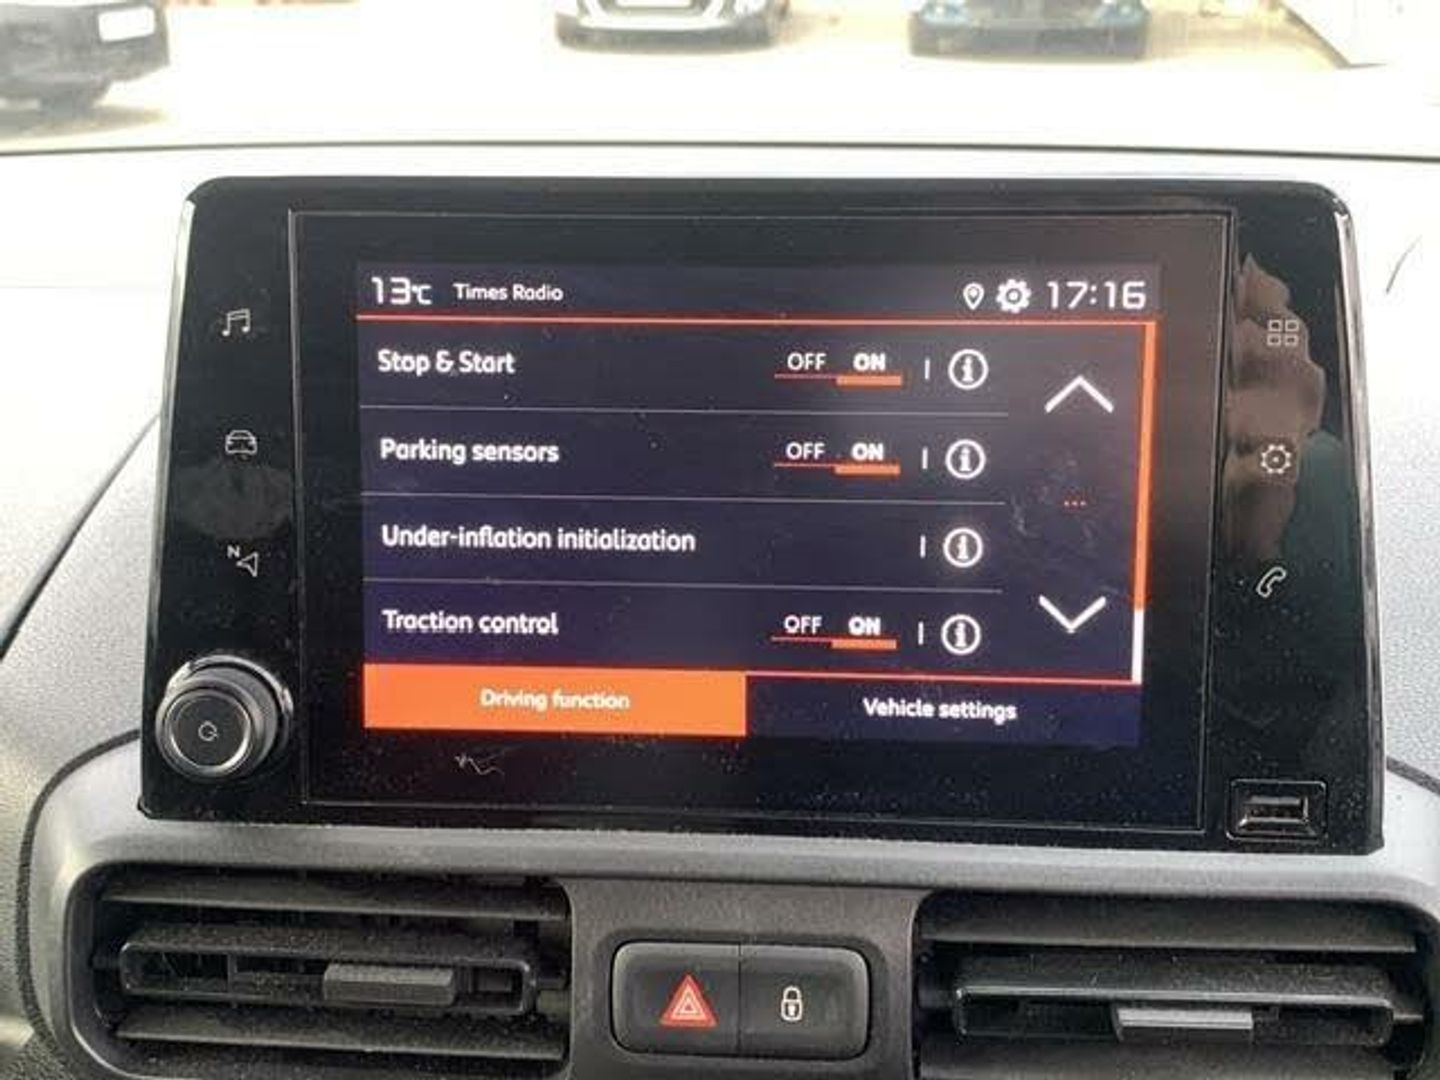 13°C Times Radio 17:16
Stop & Start OFF ON
Parking sensors OFF ON
Under-inflation initialization
Traction control OFF ON
Driving function Vehicle settings
N